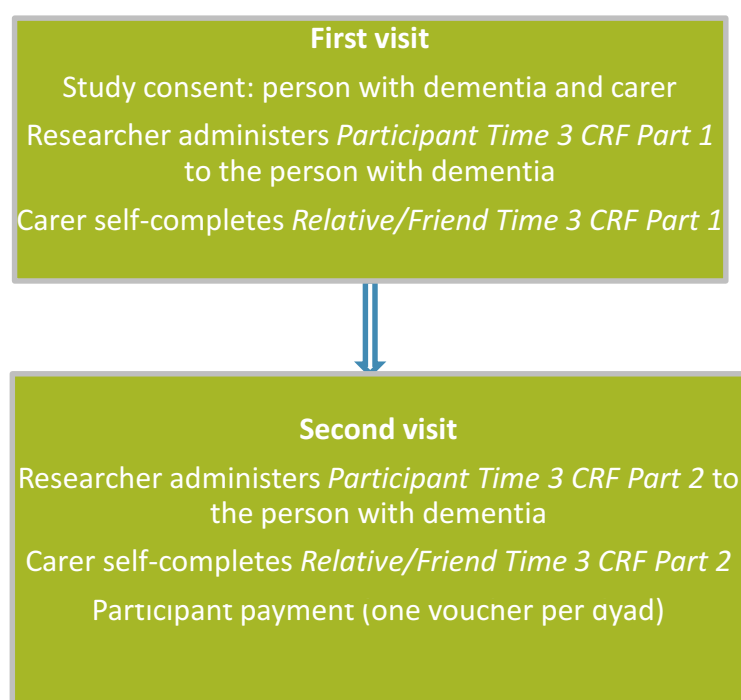 First visit
Study consent: person with dementia and carer
Researcher administers Participant Time 3 CRF Part 1
to the person with dementia
Carer self-completes Relative/Friend Time 3 CRF Part 1
Second visit
Researcher administers Participant Time 3 CRF Part 2 to
the person with dementia
Carer self-completes Relative/Friend Time 3 CRF Part 2
Participant payment (one voucher per dyad)